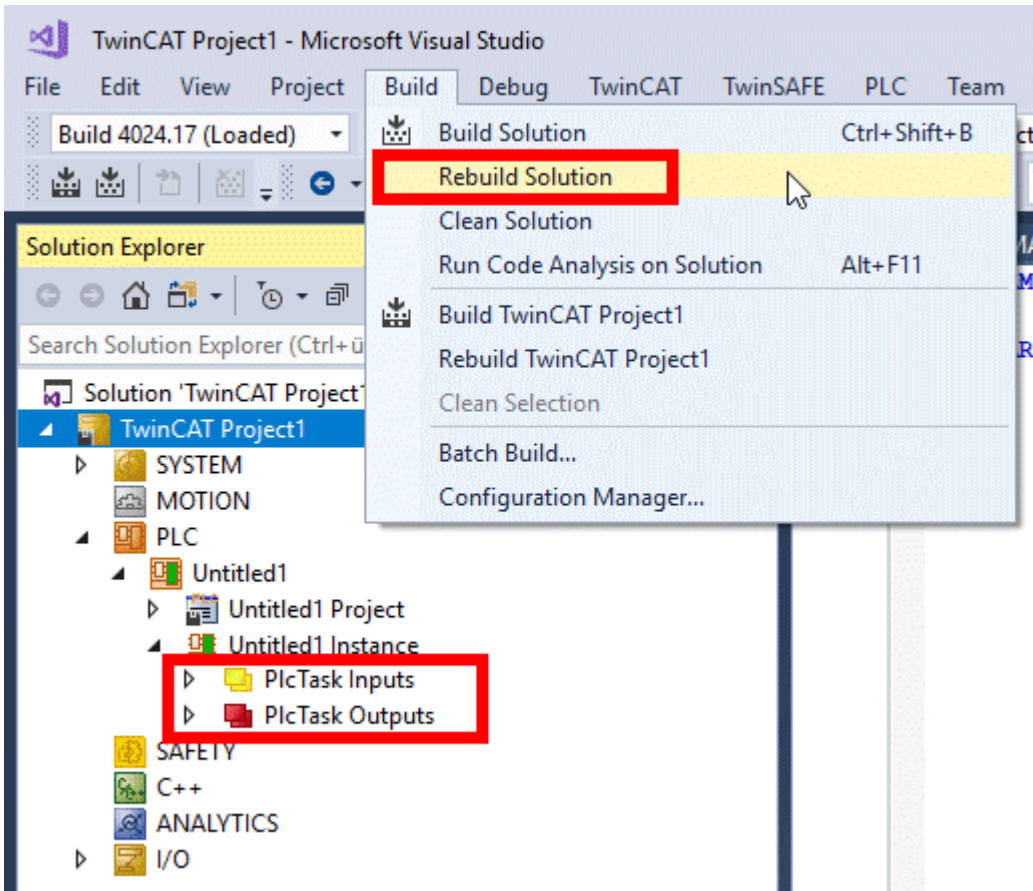 TwinCAT Project1 - Microsoft Visual Studio
File Edit View Project Build Debug TwinCAT TwinSAFE PLC Team
Build 4024.17 (Loaded)
Build Solution Ctrl+Shift+B
Rebuild Solution
Clean Solution
Run Code Analysis on Solution Alt+F11
Build TwinCAT Project1
Rebuild TwinCAT Project1
Clean Selection
Batch Build...
Configuration Manager...
Solution Explorer
Search Solution Explorer (Ctrl+ü
Solution 'TwinCAT Project1
TwinCAT Project1
SYSTEM
MOTION
PLC
Untitled1
Untitled1 Project
Untitled1 Instance
PlcTask Inputs
PlcTask Outputs
SAFETY
C++
ANALYTICS
I/O